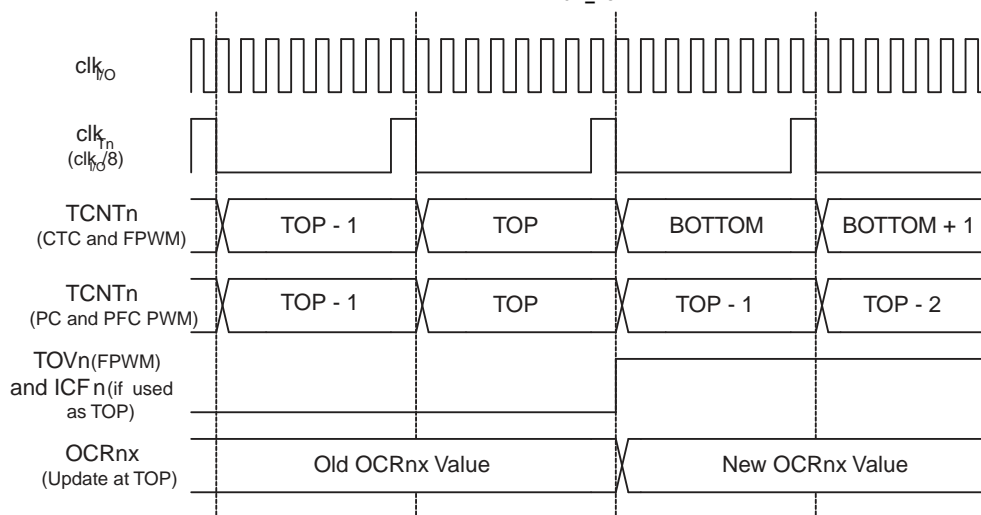 clkI/O
clkTn
(clkI/O/8)
TCNTn
(CTC and FPWM)
TOP - 1
TOP
BOTTOM
BOTTOM + 1
TCNTn
(PC and PFC PWM)
TOP - 1
TOP
TOP - 1
TOP - 2
TOVn(FPWM)
and ICFn(if used
as TOP)
OCRnx
(Update at TOP)
Old OCRnx Value
New OCRnx Value